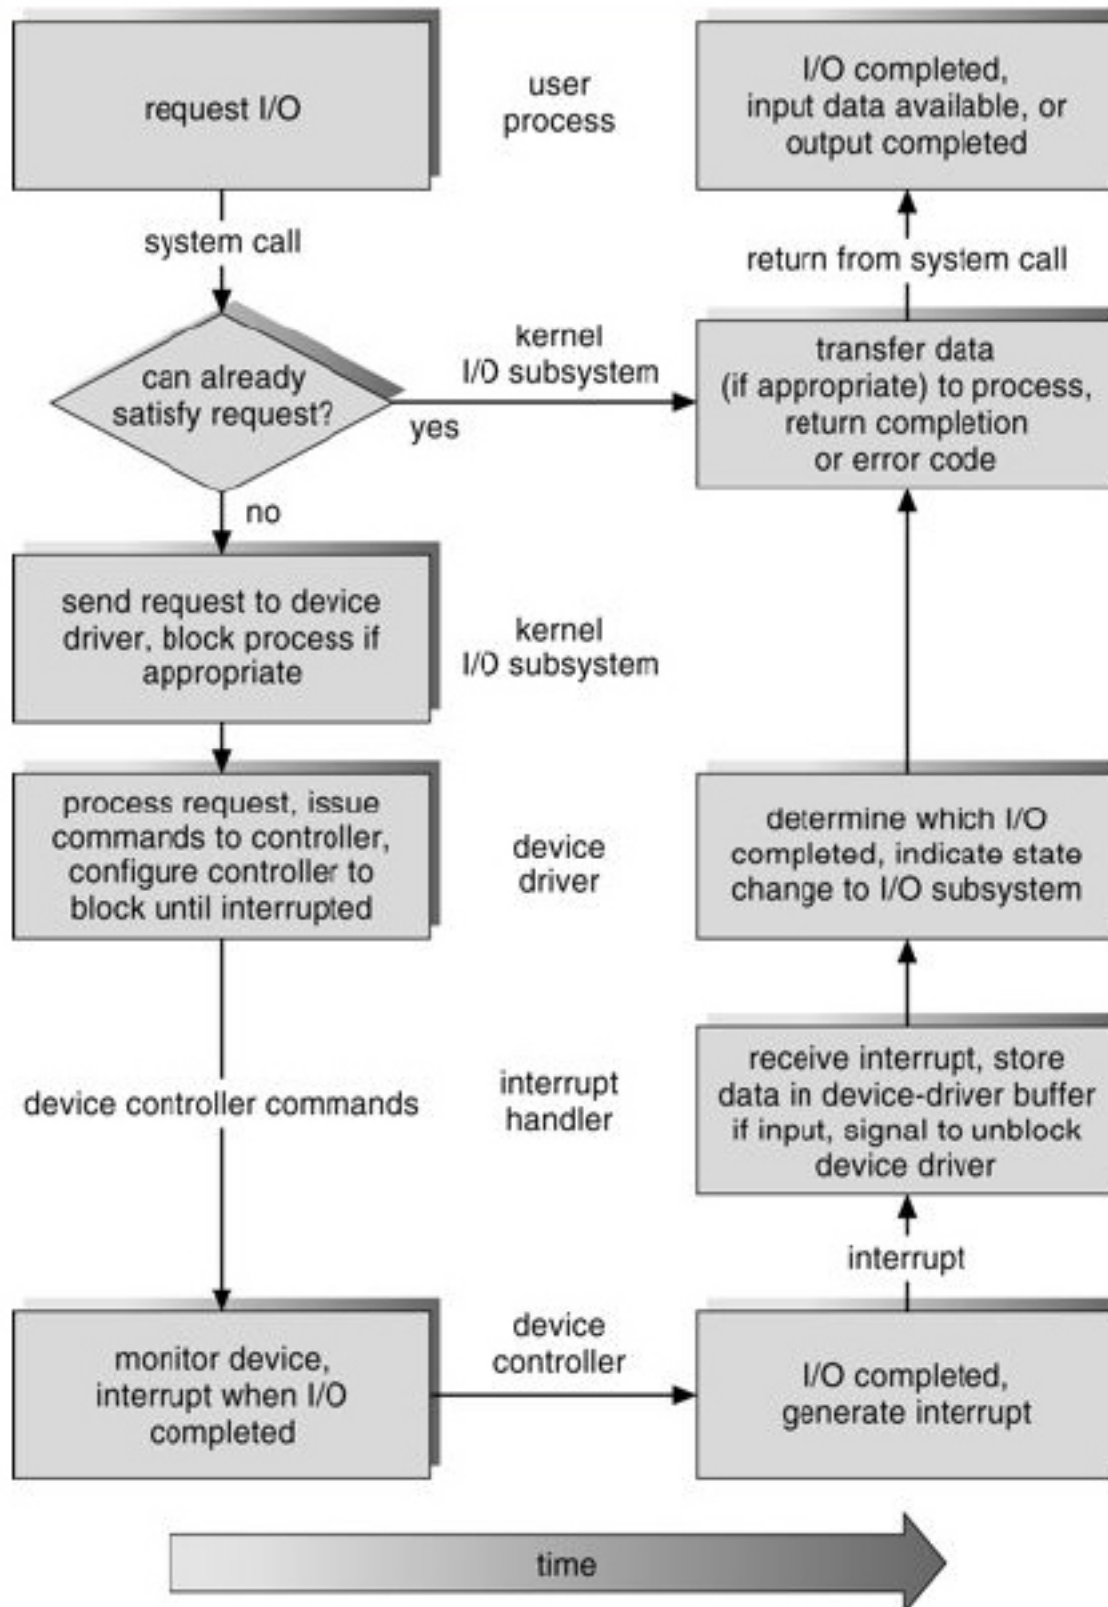 request I/O
user
process
I/O completed,
input data available, or
output completed
system call
return from system call
can already
satisfy request?
yes
no
kernel
I/O subsystem
transfer data
(if appropriate) to process,
return completion
or error code
send request to device
driver, block process if
appropriate
kernel
I/O subsystem
process request, issue
commands to controller,
configure controller to
block until interrupted
device
driver
determine which I/O
completed, indicate state
change to I/O subsystem
device controller commands
interrupt
handler
receive interrupt, store
data in device-driver buffer
if input, signal to unblock
device driver
interrupt
monitor device,
interrupt when I/O
completed
device
controller
I/O completed,
generate interrupt
time